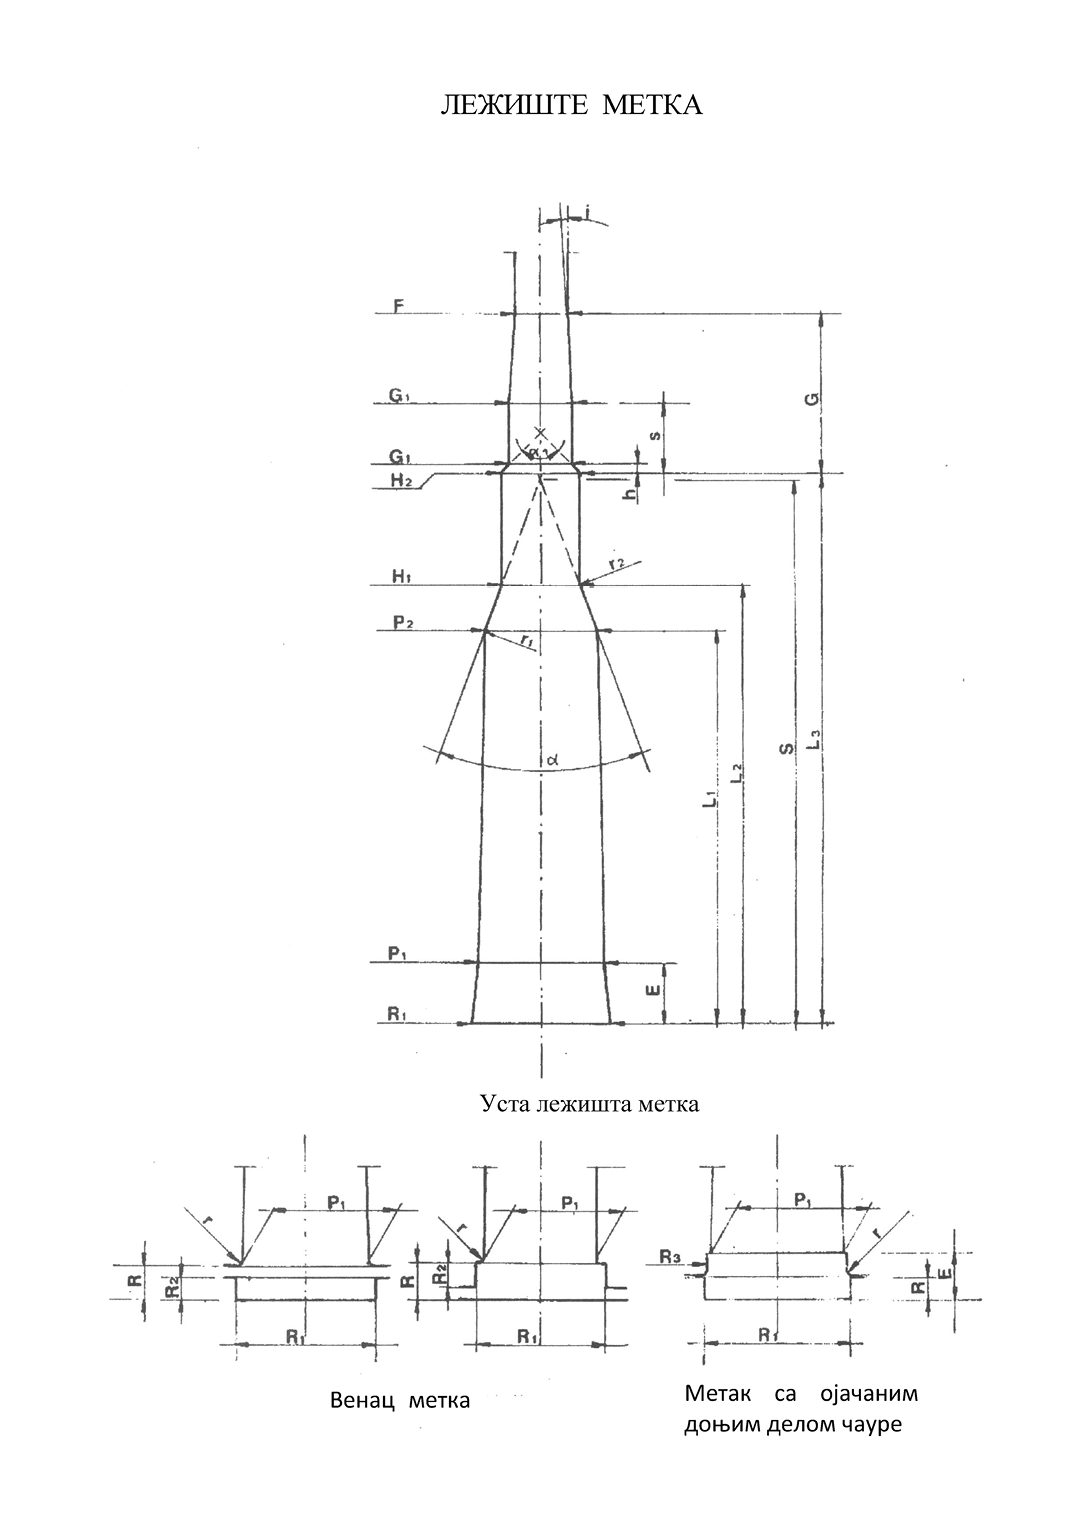 ЛЕЖИШТЕ МЕТКА
i
F
G
G1
s
α1
G1
H2
h
r2
H1
P2
r1
α
S
L3
L2
L1
P1
E
R1
Уста лежишта метка
P1
r
R
R2
R1
P1
r
R
R2
R1
P1
r
R3
E
R
R1
Венац метка
Метак са ојачаним
доњим делом чауре